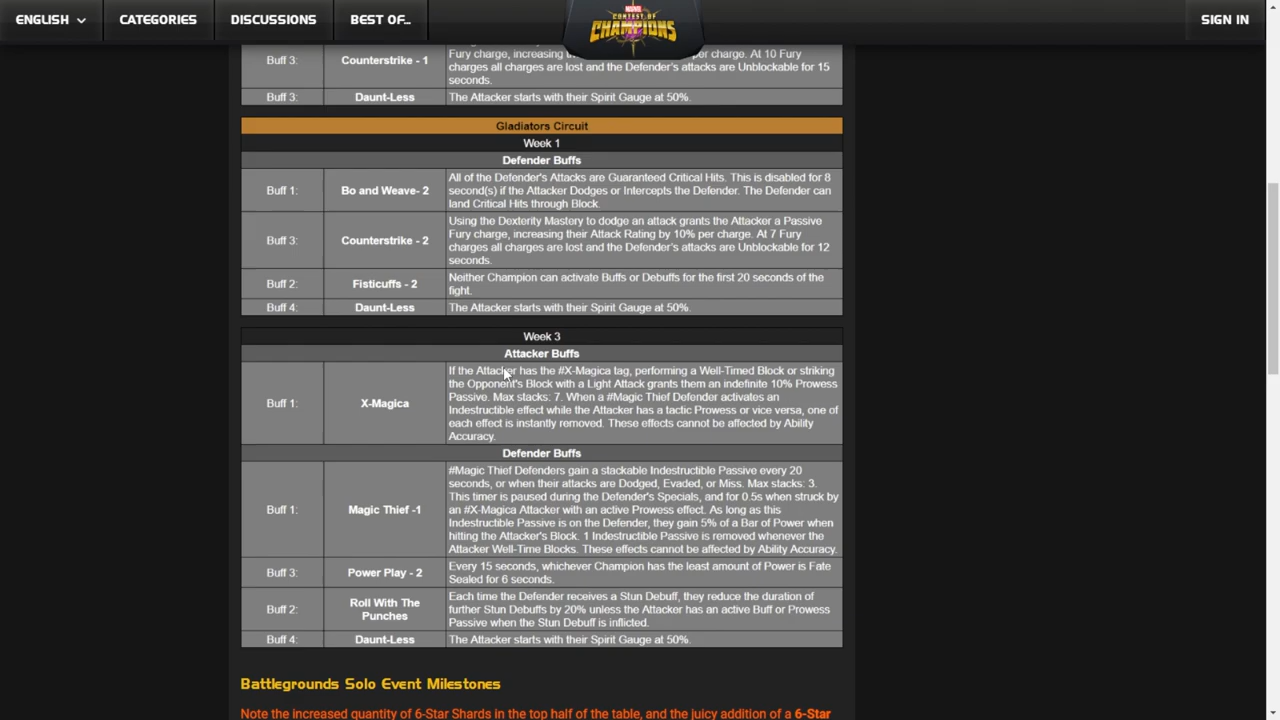 ENGLISH CATEGORIES DISCUSSIONS BEST OF... MARVEL CONTEST OF CHAMPIONS SIGN IN
Buff 3: Counterstrike - 1
Fury charge, increasing per charge. At 10 Fury
charges all charges are lost and the Defender's attacks are Unblockable for 15
seconds.
Buff 3: Daunt-Less The Attacker starts with their Spirit Gauge at 50%.
Gladiators Circuit
Week 1
Defender Buffs
Buff 1: Bo and Weave- 2
All of the Defender's Attacks are Guaranteed Critical Hits. This is disabled for 8
second(s) if the Attacker Dodges or Intercepts the Defender. The Defender can
land Critical Hits through Block.
Buff 3: Counterstrike - 2
Using the Dexterity Mastery to dodge an attack grants the Attacker a Passive
Fury charge, increasing their Attack Rating by 10% per charge. At 7 Fury
charges all charges are lost and the Defender's attacks are Unblockable for 12
seconds.
Buff 2: Fisticuffs - 2
Neither Champion can activate Buffs or Debuffs for the first 20 seconds of the
fight.
Buff 4: Daunt-Less The Attacker starts with their Spirit Gauge at 50%.
Week 3
Attacker Buffs
Buff 1: X-Magica
If the Attacker has the #X-Magica tag, performing a Well-Timed Block or striking
the Opponent's Block with a Light Attack grants them an indefinite 10% Prowess
Passive. Max stacks: 7. When a #Magic Thief Defender activates an
Indestructible effect while the Attacker has a tactic Prowess or vice versa, one of
each effect is instantly removed. These effects cannot be affected by Ability
Accuracy.
Defender Buffs
Buff 1: Magic Thief -1
#Magic Thief Defenders gain a stackable Indestructible Passive every 20
seconds, or when their attacks are Dodged, Evaded, or Miss. Max stacks: 3.
This timer is paused during the Defender's Specials, and for 0.5s when struck by
an #X-Magica Attacker with an active Prowess effect. As long as this
Indestructible Passive is on the Defender, they gain 5% of a Bar of Power when
hitting the Attacker's Block. 1 Indestructible Passive is removed whenever the
Attacker Well-Time Blocks. These effects cannot be affected by Ability Accuracy.
Buff 3: Power Play - 2
Every 15 seconds, whichever Champion has the least amount of Power is Fate
Sealed for 6 seconds.
Buff 2: Roll With The
Punches
Each time the Defender receives a Stun Debuff, they reduce the duration of
further Stun Debuffs by 20% unless the Attacker has an active Buff or Prowess
Passive when the Stun Debuff is inflicted.
Buff 4: Daunt-Less The Attacker starts with their Spirit Gauge at 50%.
Battlegrounds Solo Event Milestones
Note the increased quantity of 6-Star Shards in the top half of the table, and the juicy addition of a 6-Star